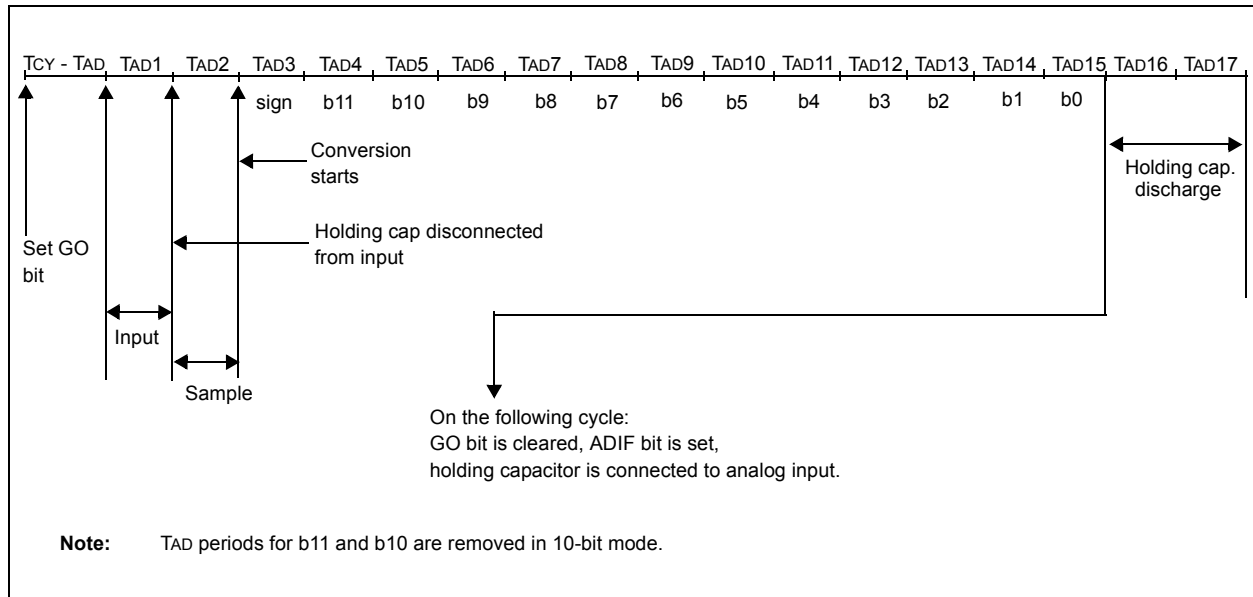 TCY - TAD TAD1 TAD2 TAD3 TAD4 TAD5 TAD6 TAD7 TAD8 TAD9 TAD10 TAD11 TAD12 TAD13 TAD14 TAD15 TAD16 TAD17
sign b11 b10 b9 b8 b7 b6 b5 b4 b3 b2 b1 b0
Conversion
starts
Holding cap.
discharge
Set GO
bit
Holding cap disconnected
from input
Input
Sample
On the following cycle:
GO bit is cleared, ADIF bit is set,
holding capacitor is connected to analog input.
Note: TAD periods for b11 and b10 are removed in 10-bit mode.